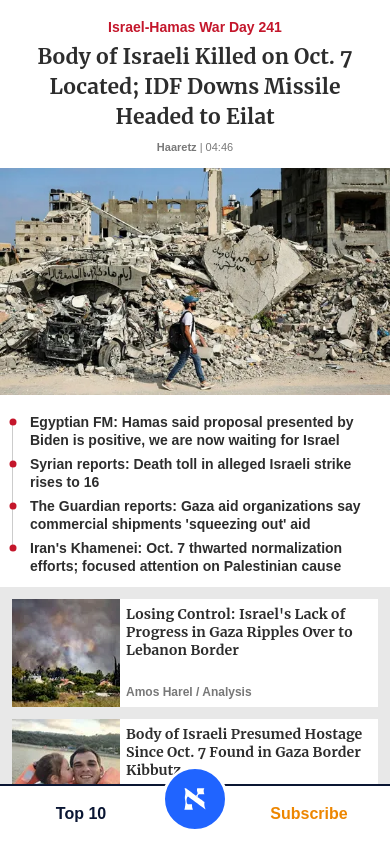 Israel-Hamas War Day 241
Body of Israeli Killed on Oct. 7
Located; IDF Downs Missile
Headed to Eilat
Haaretz | 04:46
Egyptian FM: Hamas said proposal presented by
Biden is positive, we are now waiting for Israel
Syrian reports: Death toll in alleged Israeli strike
rises to 16
The Guardian reports: Gaza aid organizations say
commercial shipments 'squeezing out' aid
Iran's Khamenei: Oct. 7 thwarted normalization
efforts; focused attention on Palestinian cause
Losing Control: Israel's Lack of
Progress in Gaza Ripples Over to
Lebanon Border
Amos Harel / Analysis
Body of Israeli Presumed Hostage
Since Oct. 7 Found in Gaza Border
Kibbutz
Top 10
Subscribe